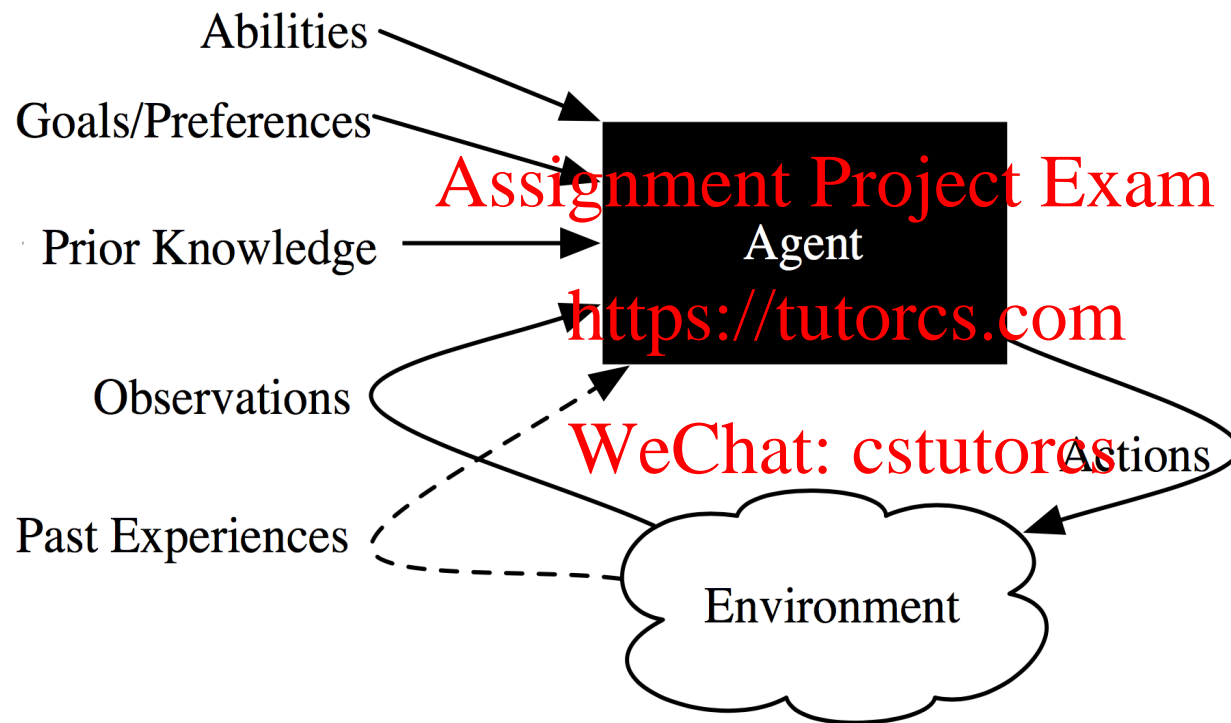 Abilities
Goals/Preferences
Assignment Project Exam
Prior Knowledge
Agent
https://tutorcs.com
Observations
WeChat: cstutorcs
Actions
Past Experiences
Environment